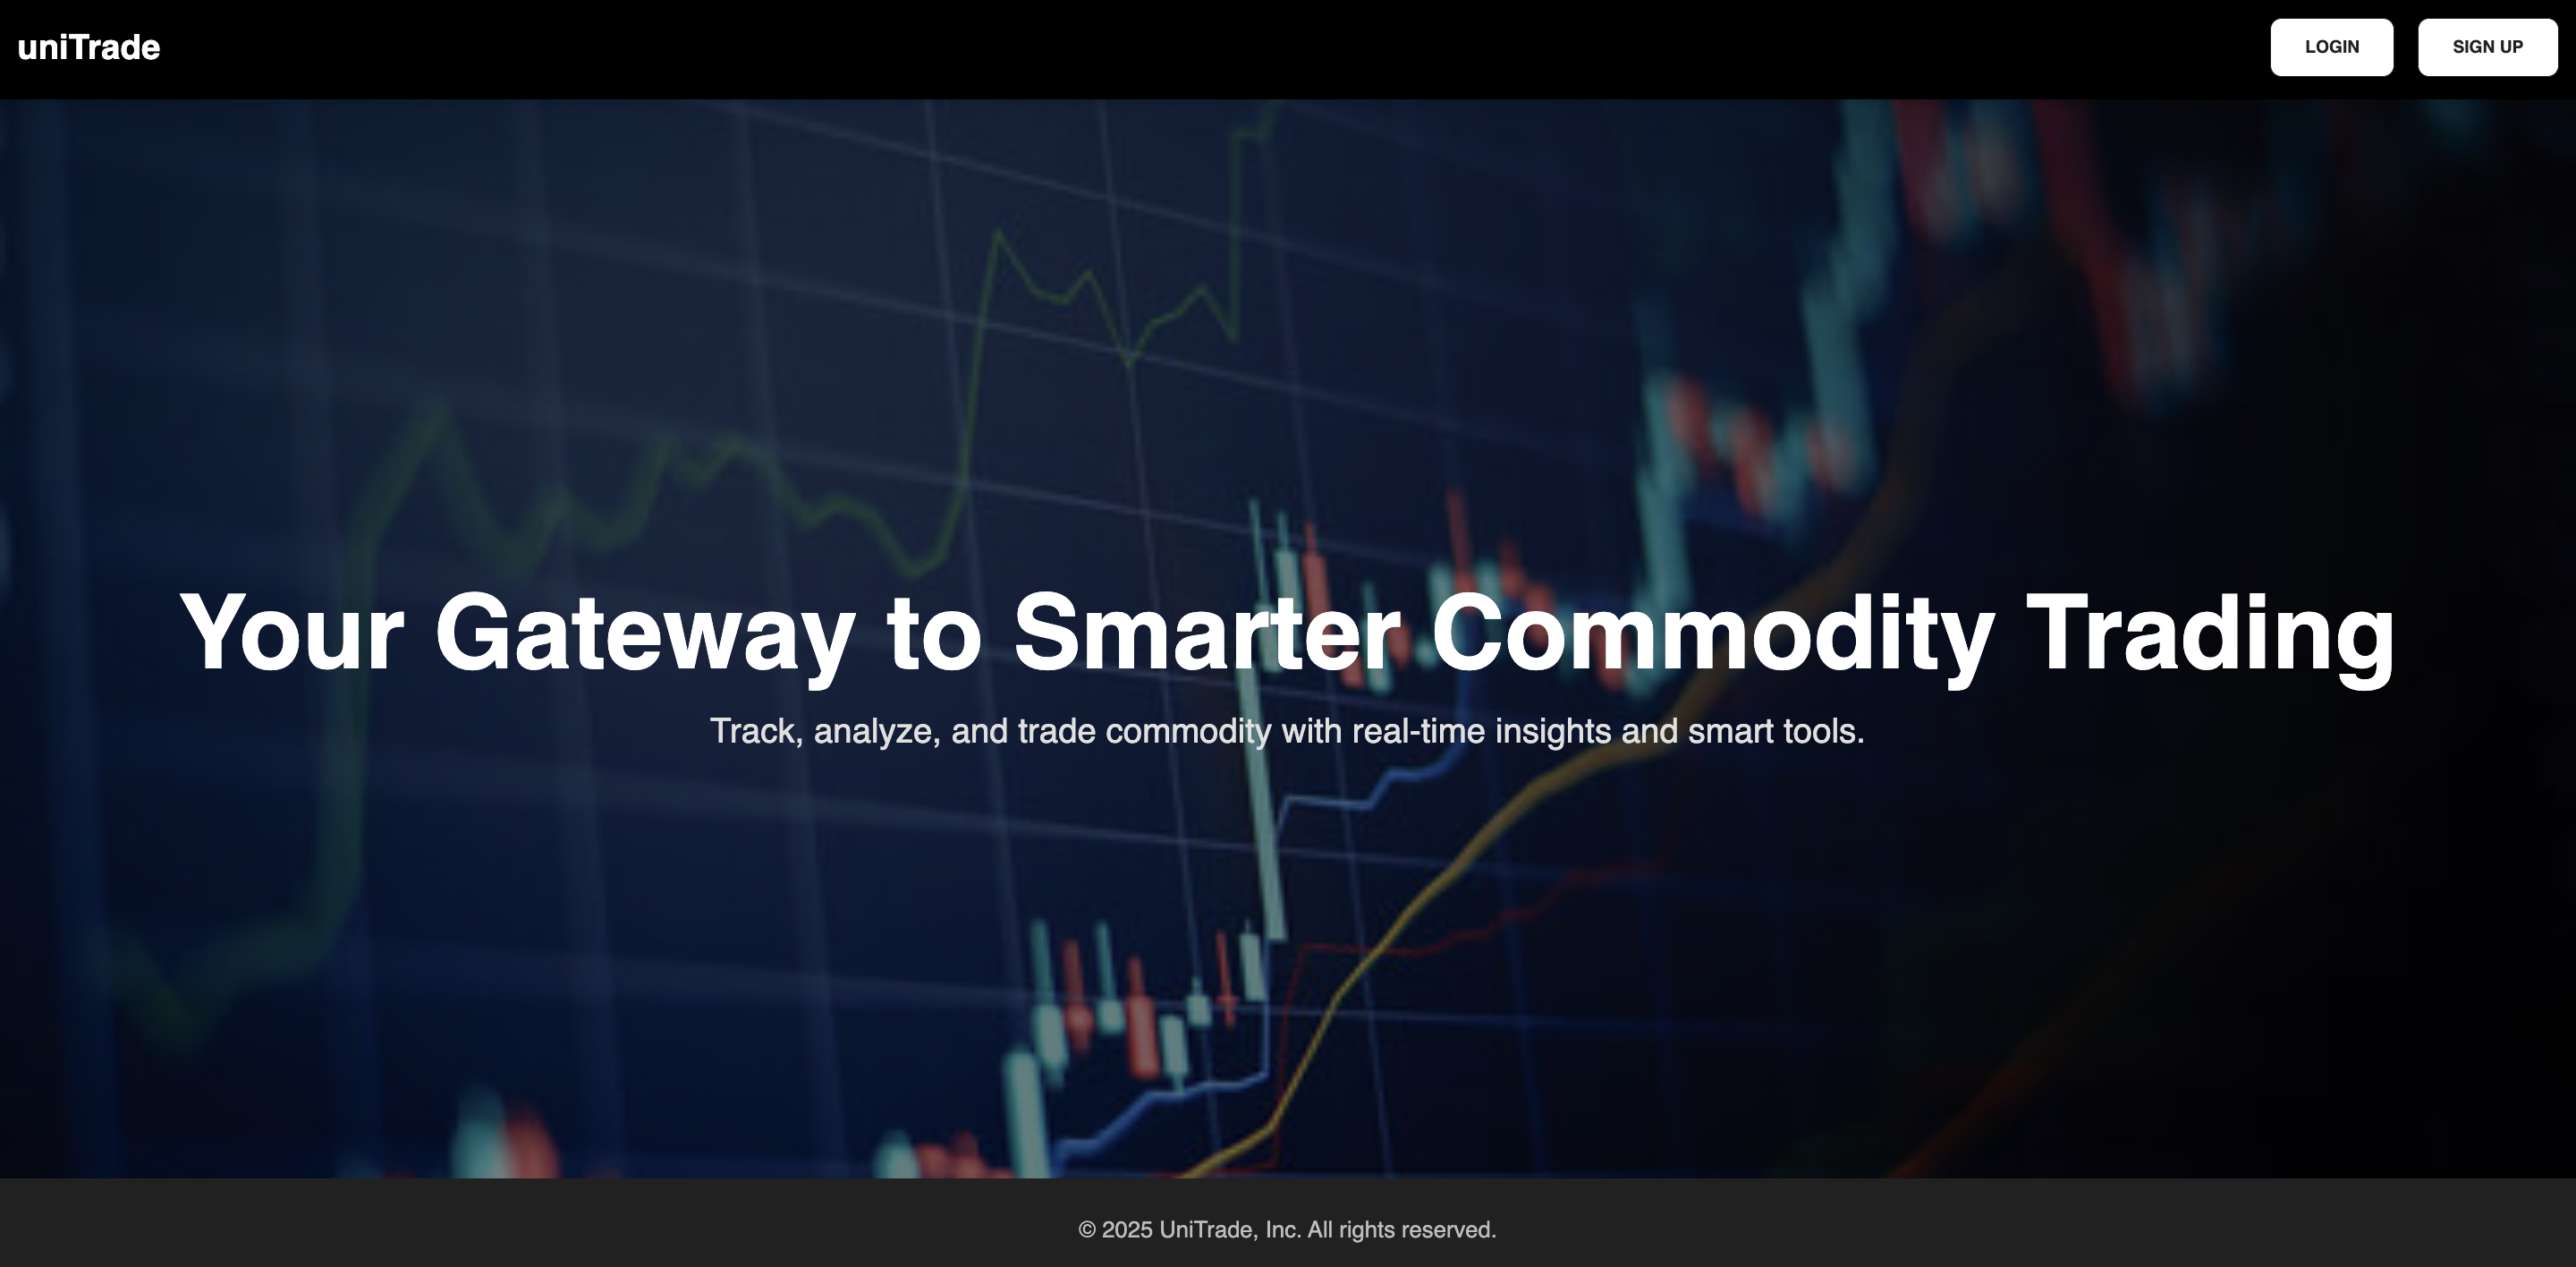 uniTrade
LOGIN
SIGN UP
Your Gateway to Smarter Commodity Trading
Track, analyze, and trade commodity with real-time insights and smart tools.
© 2025 UniTrade, Inc. All rights reserved.